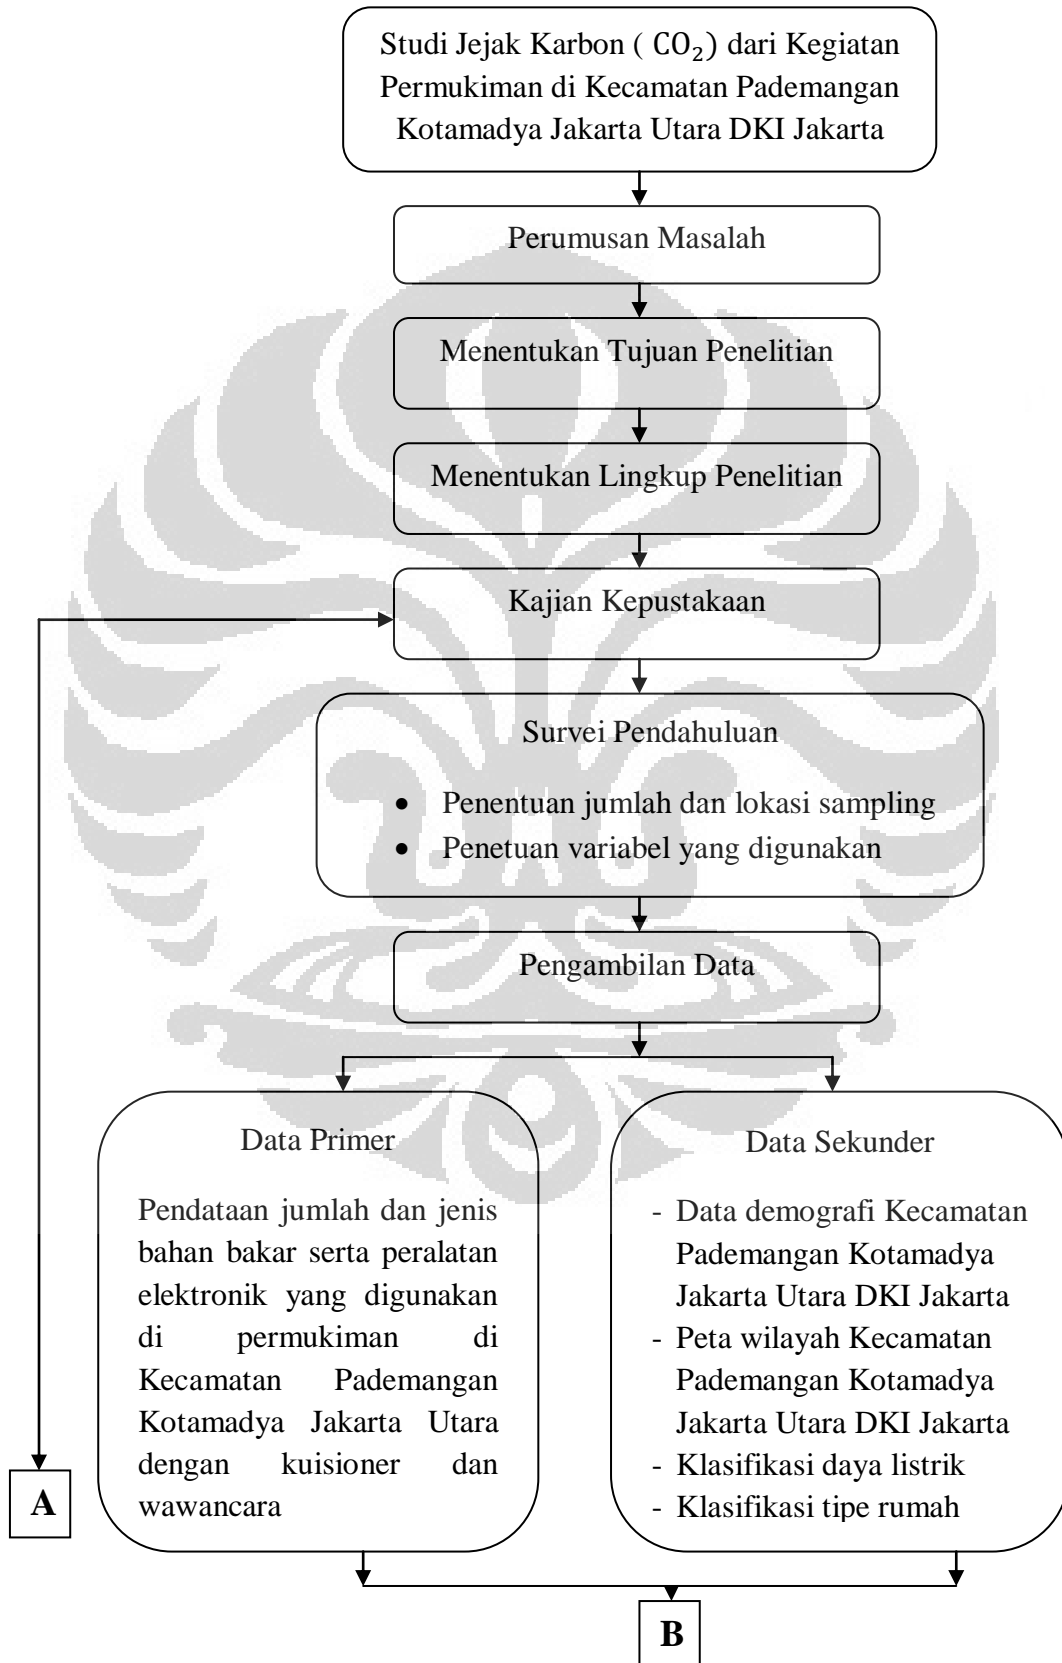 Studi Jejak Karbon ( CO₂) dari Kegiatan
Permukiman di Kecamatan Pademangan
Kotamadya Jakarta Utara DKI Jakarta
Perumusan Masalah
Menentukan Tujuan Penelitian
Menentukan Lingkup Penelitian
Kajian Kepustakaan
Survei Pendahuluan
• Penentuan jumlah dan lokasi sampling
• Penetuan variabel yang digunakan
Pengambilan Data
Data Primer
Pendataan jumlah dan jenis
bahan bakar serta peralatan
elektronik yang digunakan
di permukiman di
Kecamatan Pademangan
Kotamadya Jakarta Utara
dengan kuisioner dan
wawancara
Data Sekunder
- Data demografi Kecamatan
Pademangan Kotamadya
Jakarta Utara DKI Jakarta
- Peta wilayah Kecamatan
Pademangan Kotamadya
Jakarta Utara DKI Jakarta
- Klasifikasi daya listrik
- Klasifikasi tipe rumah
A
B